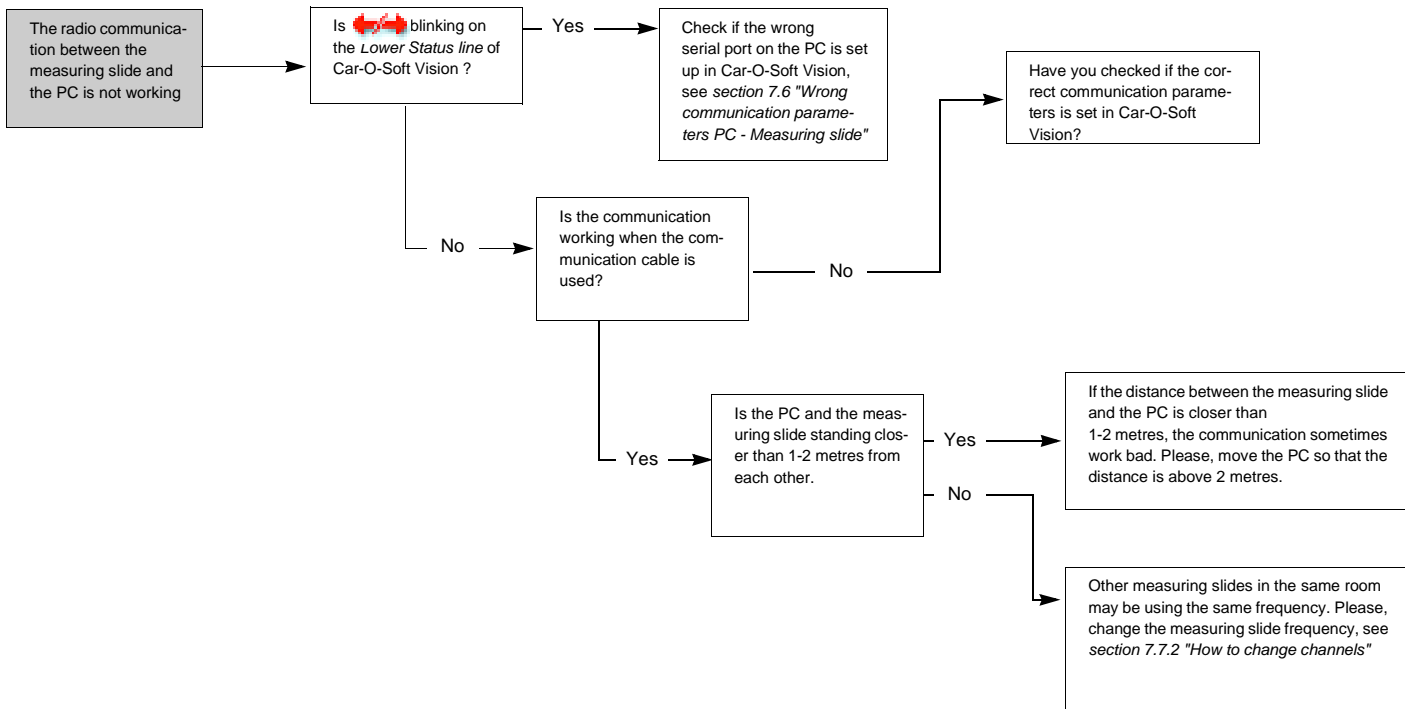 The radio communica-
tion between the
measuring slide and
the PC is not working
Is blinking on
the Lower Status line of
Car-O-Soft Vision ?
Yes
Check if the wrong
serial port on the PC is set
up in Car-O-Soft Vision,
see section 7.6 "Wrong
communication parame-
ters PC - Measuring slide"
Have you checked if the cor-
rect communication parame-
ters is set in Car-O-Soft
Vision?
No
Is the communication
working when the com-
munication cable is
used?
No
Yes
Is the PC and the meas-
uring slide standing clos-
er than 1-2 metres from
each other.
Yes
If the distance between the measuring slide
and the PC is closer than
1-2 metres, the communication sometimes
work bad. Please, move the PC so that the
distance is above 2 metres.
No
Other measuring slides in the same room
may be using the same frequency. Please,
change the measuring slide frequency, see
section 7.7.2 "How to change channels"